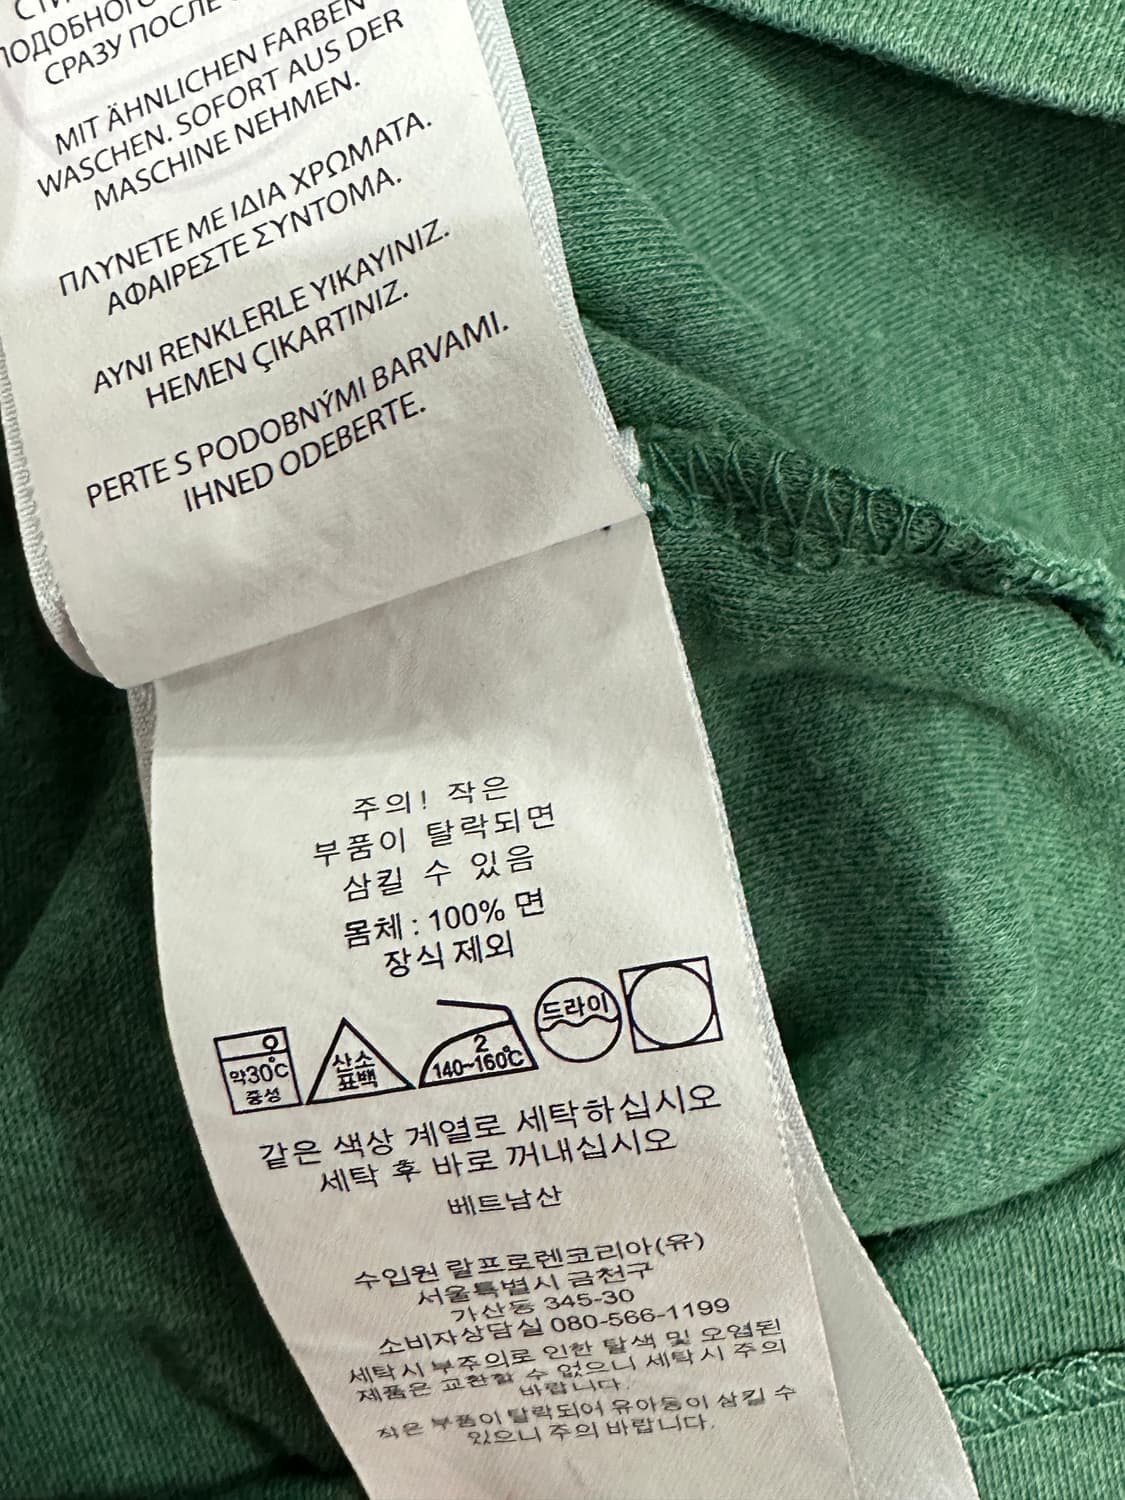 ПОДОБНОГО
СРАЗУ ПОСЛЕ
MIT ÄHNLICHEN FARBEN
WASCHEN. SOFORT AUS DER
MASCHINE NEHMEN.
ΠΛΥΝΕΤΕ ΜΕ ΙΔΙΑ ΧΡΩΜΑΤΑ.
ΑΦΑΙΡΕΣΤΕ ΣΥΝΤΟΜΑ.
AYNI RENKLERLE YIKAYINIZ.
HEMEN ÇIKARTINIZ.
PERTE S PODOBNÝMI BARVAMI.
IHNED ODEBERTE.
주의! 작은
부품이 탈락되면
삼킬 수 있음
몸체 : 100% 면
장식 제외
약30°C
중성
산소
표백
2
140~160°C
드라이
같은 색상 계열로 세탁하십시오
세탁 후 바로 꺼내십시오
베트남산
수입원 랄프로렌코리아(유)
서울특별시 금천구
가산동 345-30
소비자상담실 080-566-1199
세탁시 부주의로 인한 탈색 및 오염된
제품은 교환할 수 없으니 세탁시 주의
바랍니다.
작은 부품이 탈락되어 유아동이 삼킬 수
있으니 주의 바랍니다.